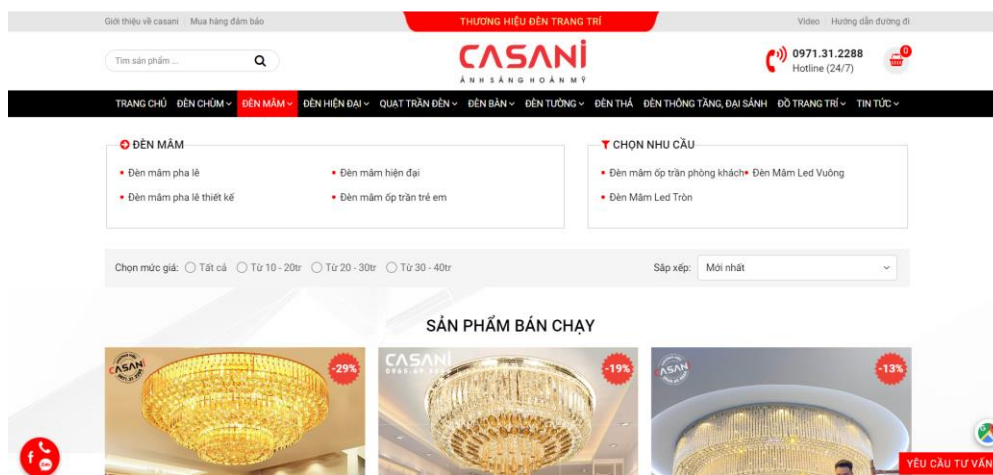 Giới thiệu về casani Mua hàng đảm bảo
THƯƠNG HIỆU ĐÈN TRANG TRÍ
Video Hướng dẫn đường đi
Tìm sản phẩm ...
CASANI
ÁNH SÁNG HOÀN MỸ
0971.31.2288
Hotline (24/7)
0
TRANG CHỦ ĐÈN CHÙM ĐÈN MÂM ĐÈN HIỆN ĐẠI QUẠT TRẦN ĐÈN ĐÈN BÀN ĐÈN TƯỜNG ĐÈN THẢ ĐÈN THÔNG TẦNG, ĐẠI SẢNH ĐỒ TRANG TRÍ TIN TỨC
ĐÈN MÂM
Đèn mâm pha lê
Đèn mâm hiện đại
Đèn mâm pha lê thiết kế
Đèn mâm ốp trần trẻ em
CHỌN NHU CẦU
Đèn mâm ốp trần phòng khách Đèn Mâm Led Vuông
Đèn Mâm Led Tròn
Chọn mức giá: Tất cả Từ 10 - 20tr Từ 20 - 30tr Từ 30 - 40tr
Sắp xếp: Mới nhất
SẢN PHẨM BÁN CHẠY
CASANI
-29%
CASANI
-19%
CASANI
-13%
YÊU CẦU TƯ VẤN